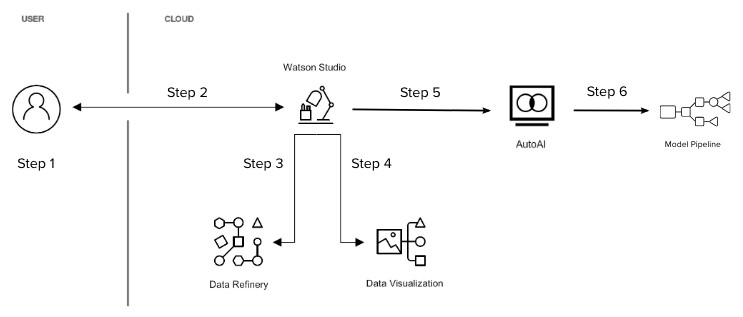 USER
CLOUD
Watson Studio
Step 2
Step 5
Step 6
AutoAI
Model Pipeline
Step 1
Step 3
Step 4
Data Refinery
Data Visualization